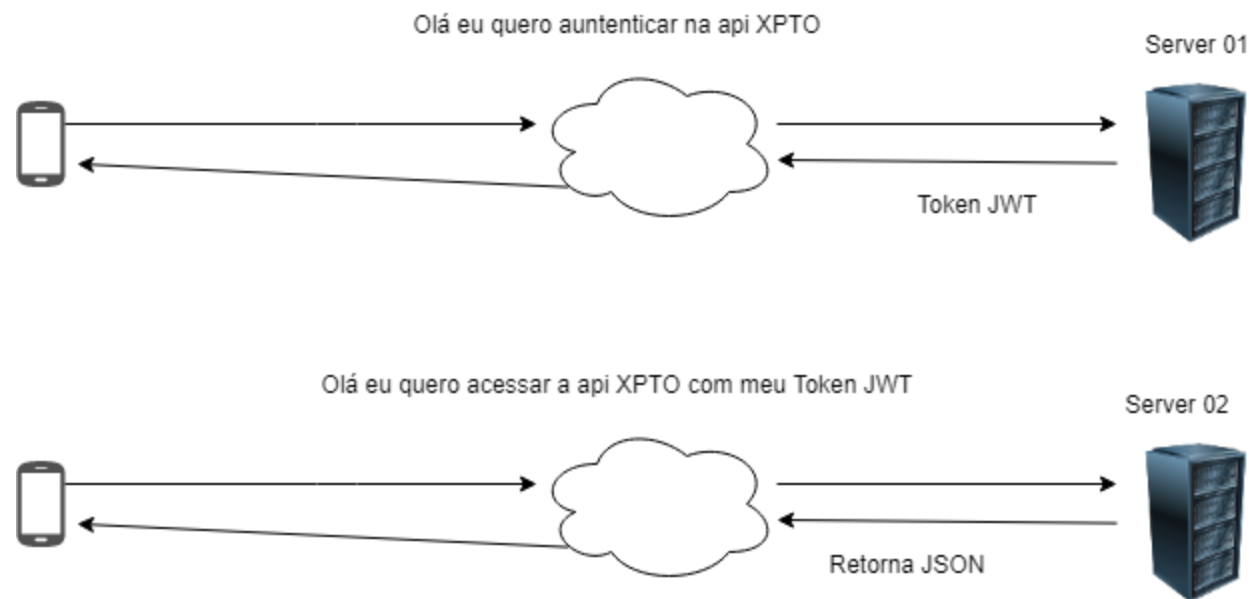 Olá eu quero auntenticar na api XPTO
Server 01
Token JWT
Olá eu quero acessar a api XPTO com meu Token JWT
Server 02
Retorna JSON